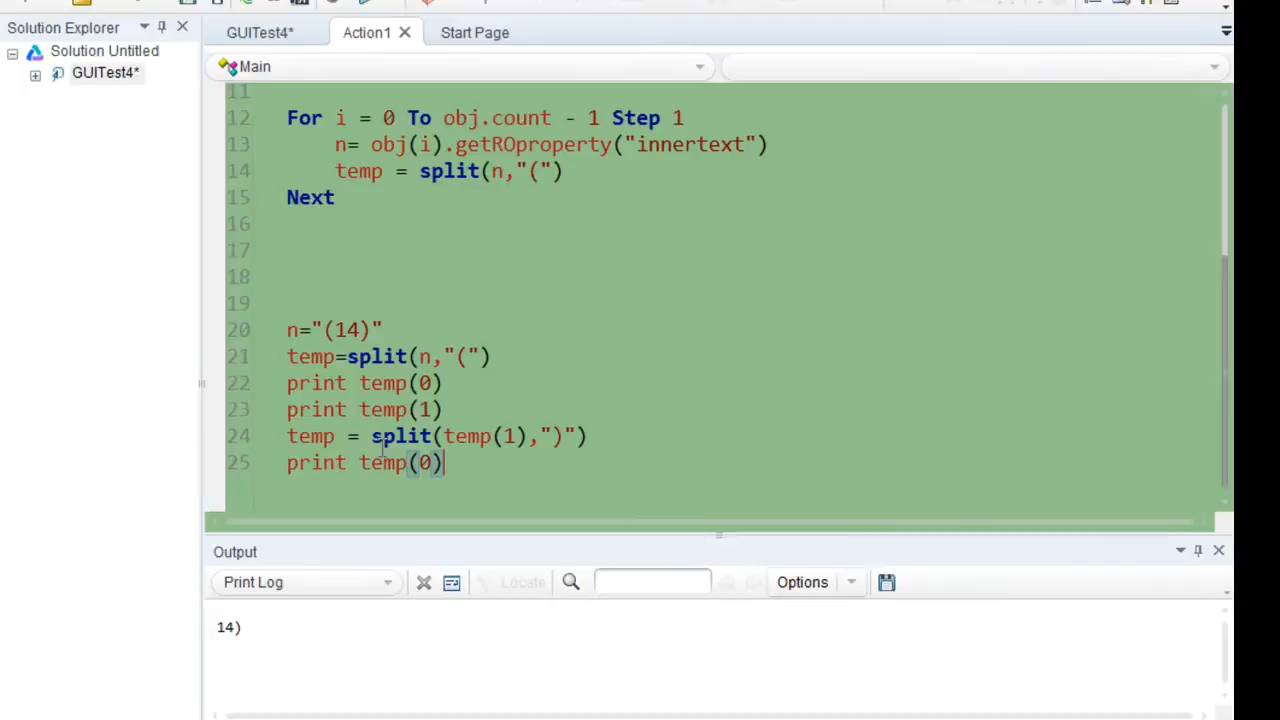 Solution Explorer
GUITest4*
Action1
Start Page
Solution Untitled
GUITest4*
Main
11
12 For i = 0 To obj.count - 1 Step 1
13 n= obj(i).getROproperty("innertext")
14 temp = split(n,"(")
15 Next
16
17
18
19
20 n="(14)"
21 temp=split(n,"(")
22 print temp(0)
23 print temp(1)
24 temp = split(temp(1),")")
25 print temp(0)
Output
Print Log
Locate
Options
14)